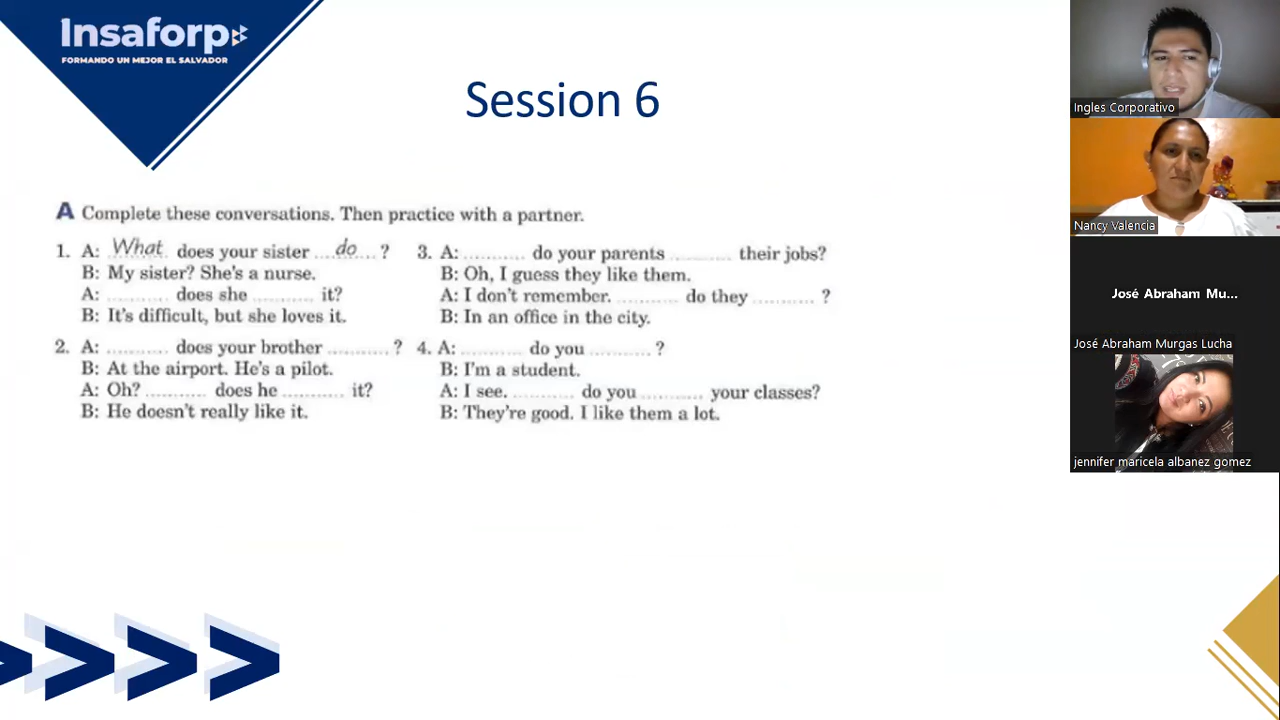 Insaforp
FORMANDO UN MEJOR EL SALVADOR
Session 6
A Complete these conversations. Then practice with a partner.
1. A: What does your sister do ?
B: My sister? She's a nurse.
A: .......... does she .......... it?
B: It's difficult, but she loves it.
2. A: .......... does your brother .......... ?
B: At the airport. He's a pilot.
A: Oh? .......... does he .......... it?
B: He doesn't really like it.
3. A: .......... do your parents .......... their jobs?
B: Oh, I guess they like them.
A: I don't remember. .......... do they .......... ?
B: In an office in the city.
4. A: .......... do you .......... ?
B: I'm a student.
A: I see. .......... do you .......... your classes?
B: They're good. I like them a lot.
Ingles Corporativo
Nancy Valencia
José Abraham Mu...
José Abraham Murgas Lucha
jennifer maricela albanez gomez